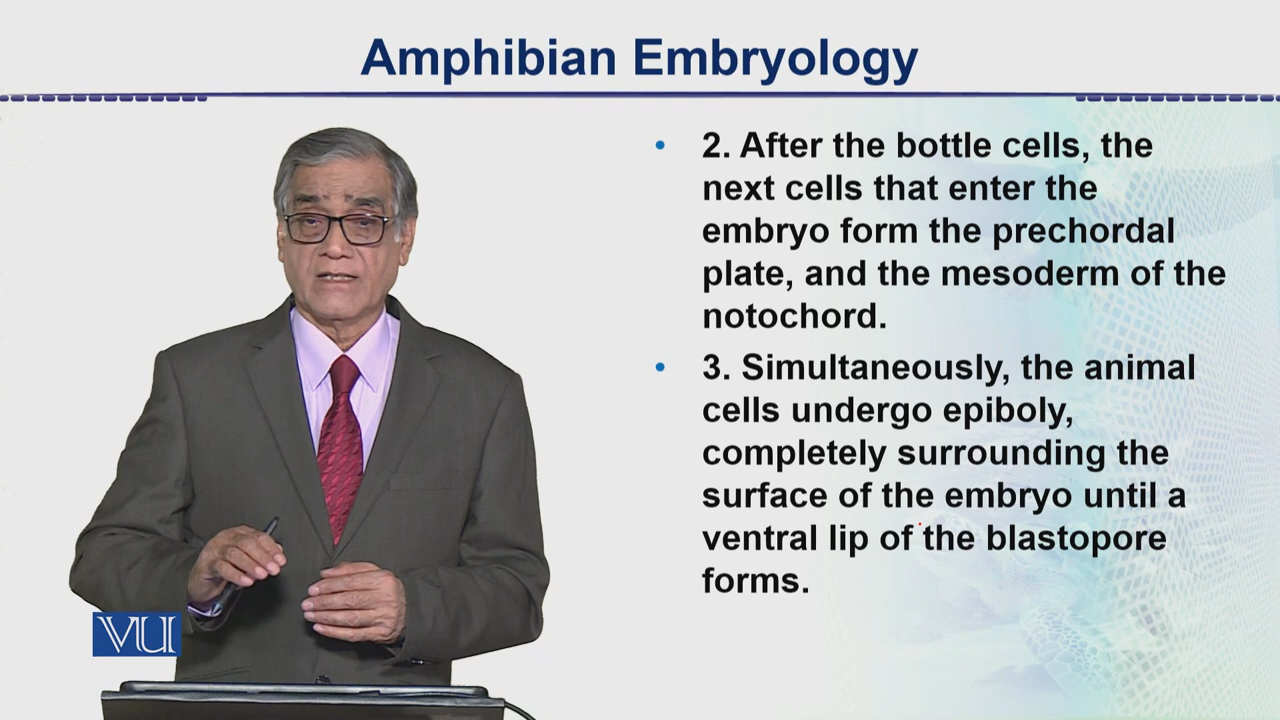 Amphibian Embryology
• 2. After the bottle cells, the
next cells that enter the
embryo form the prechordal
plate, and the mesoderm of the
notochord.
• 3. Simultaneously, the animal
cells undergo epiboly,
completely surrounding the
surface of the embryo until a
ventral lip of the blastopore
forms.
VU